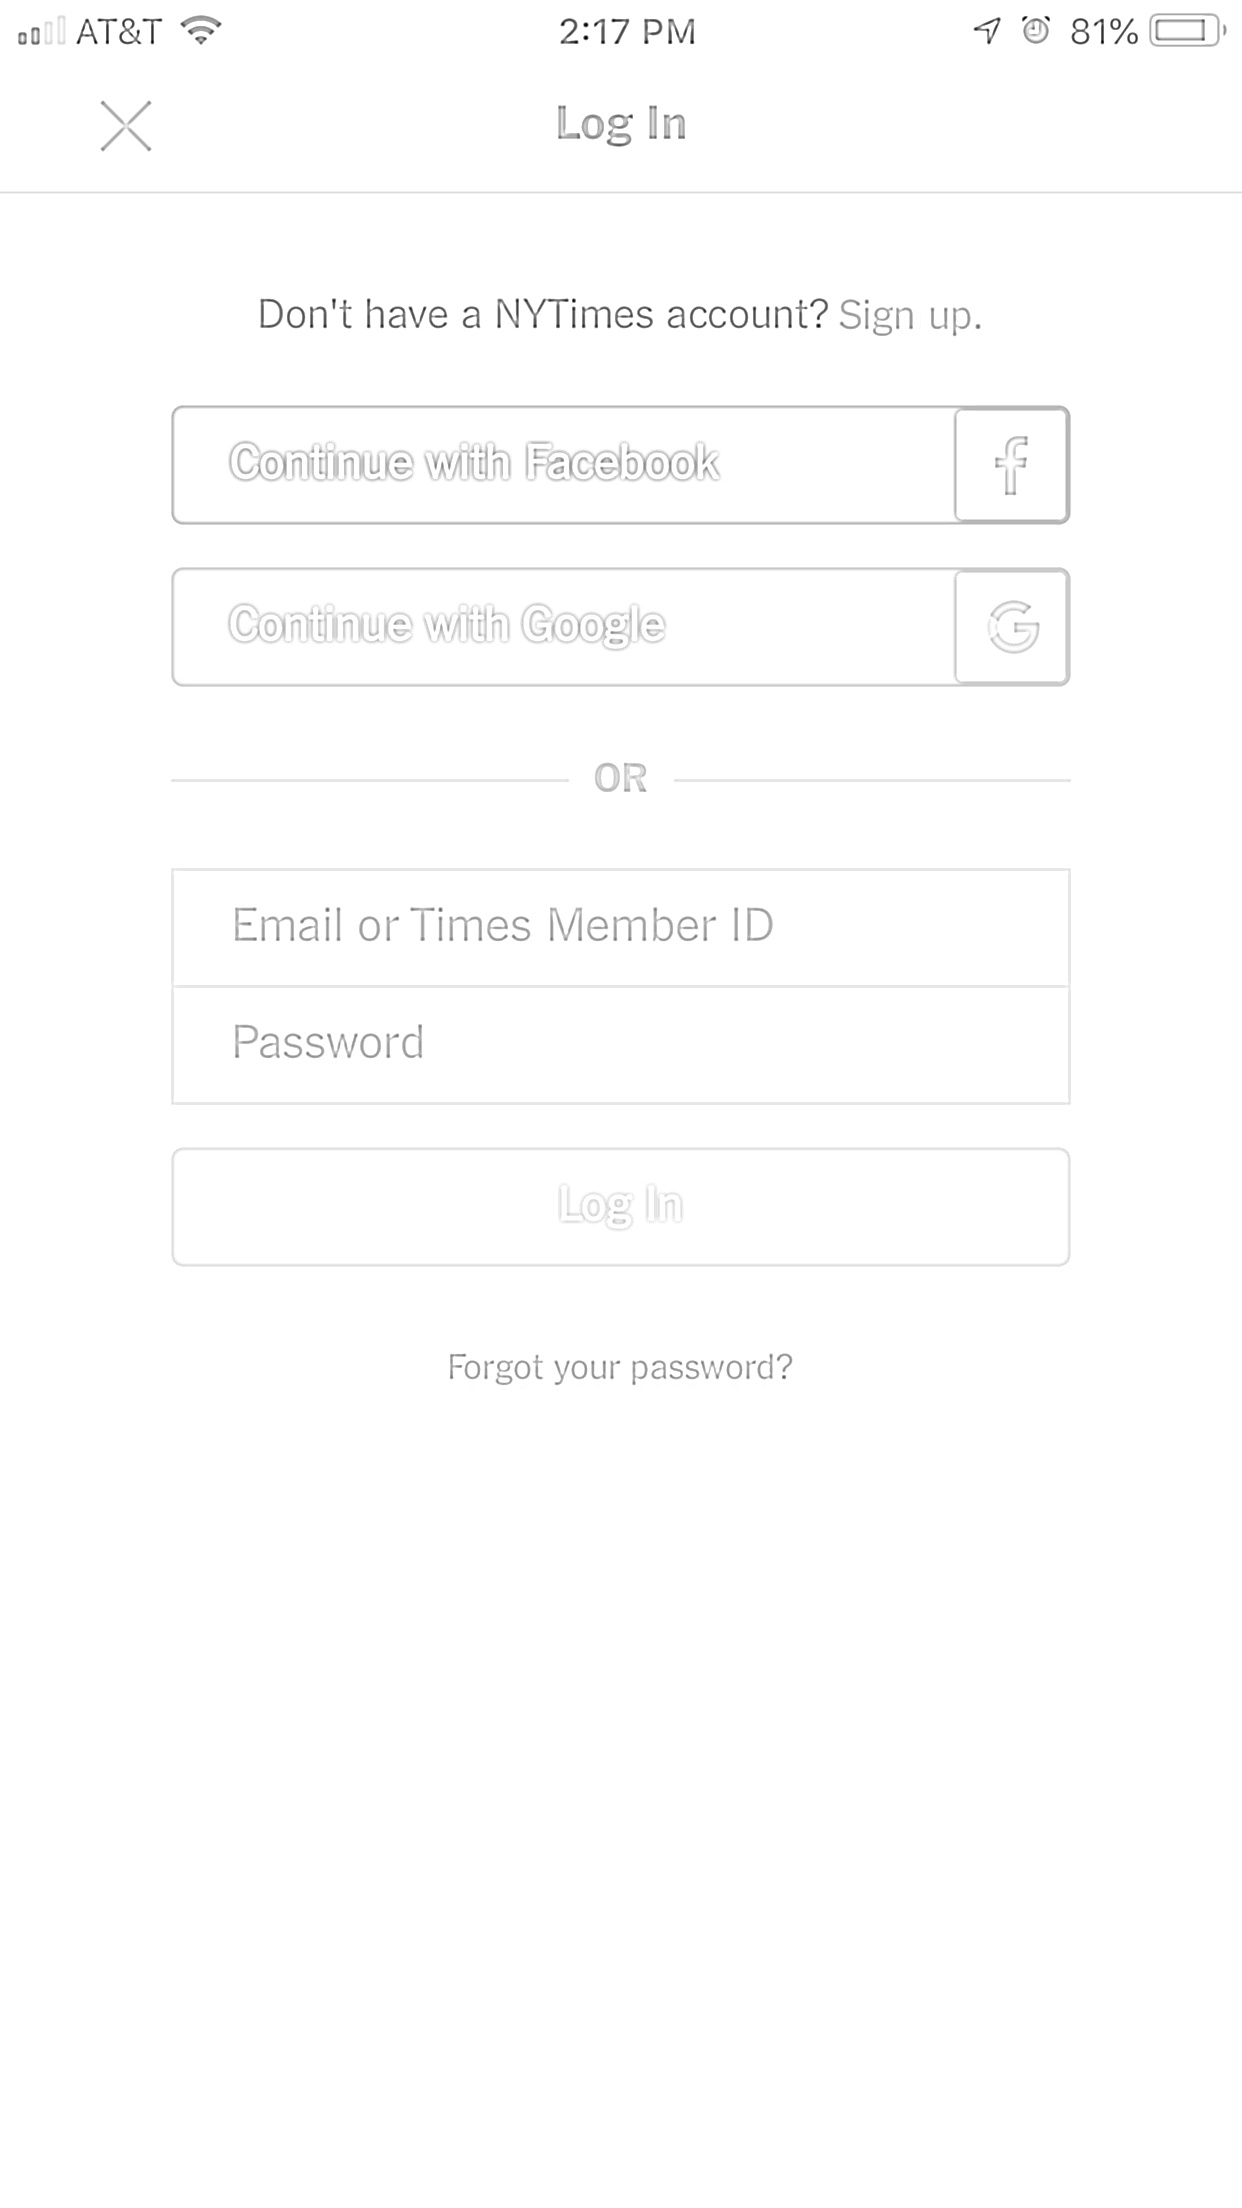 AT&T 2:17 PM 81%
Log In
Don't have a NYTimes account? Sign up.
Continue with Facebook
Continue with Google
OR
Email or Times Member ID
Password
Log In
Forgot your password?